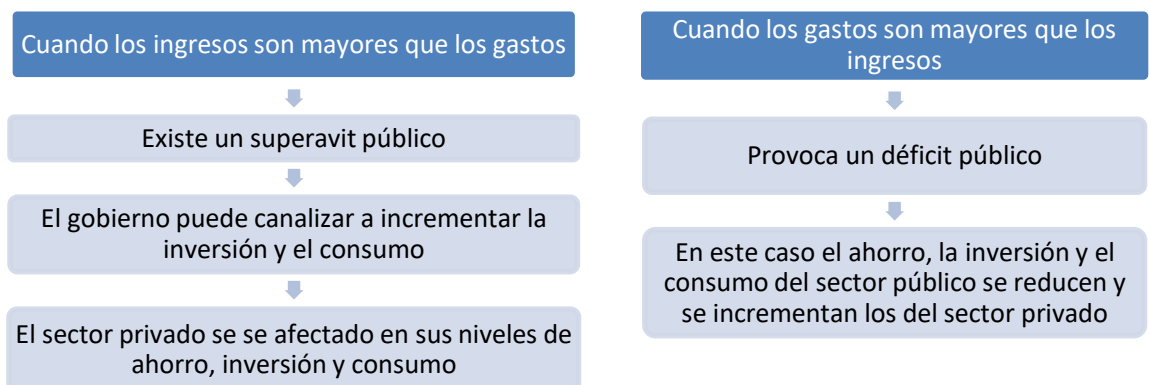 Cuando los ingresos son mayores que los gastos
Existe un superavit público
El gobierno puede canalizar a incrementar la
inversión y el consumo
El sector privado se se afectado en sus niveles de
ahorro, inversión y consumo
Cuando los gastos son mayores que los
ingresos
Provoca un déficit público
En este caso el ahorro, la inversión y el
consumo del sector público se reducen y
se incrementan los del sector privado